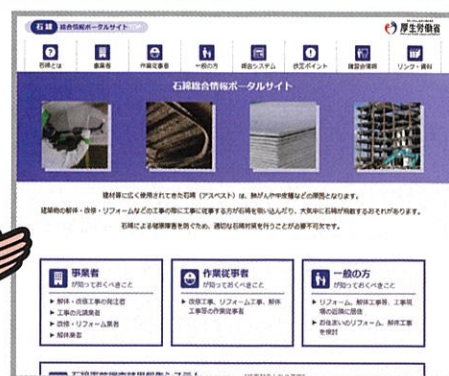 石綿 総合情報ポータルサイト
厚生労働省
石綿とは 事業者 作業従事者 一般の方 報告システム 改正ポイント 講習会情報 リンク・資料
石綿総合情報ポータルサイト
建材等に広く使用されてきた石綿(アスベスト)は、肺がんや中皮腫などの原因となります。
建築物の解体・改修・リフォームなどの工事の際に工事に従事する方が石綿を吸い込んだり、大気中に石綿が飛散するおそれがあります。
石綿による健康障害を防ぐため、適切な石綿対策を行うことが必要不可欠です。
事業者
が知っておくべきこと
▶ 解体・改修工事の発注者
▶ 工事の元請業者
▶ 改修・リフォーム業者
▶ 解体業者
作業従事者
が知っておくべきこと
▶ 改修工事、リフォーム工事、解体
工事等の作業従事者
一般の方
が知っておくべきこと
▶ リフォーム、解体工事等、工事現
場の近隣に居住
▶ お住まいのリフォーム、解体工事
を検討
石綿事前調査結果報告システム